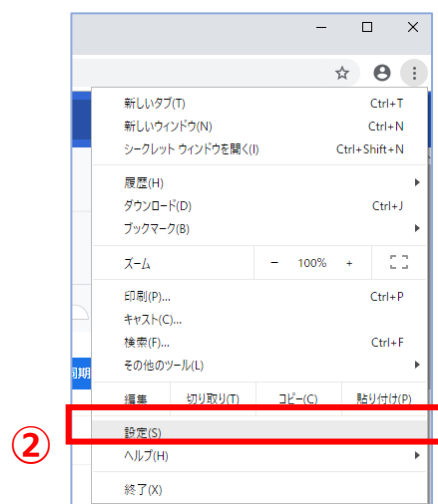 新しいタブ(T) Ctrl+T
新しいウィンドウ(N) Ctrl+N
シークレット ウィンドウを開く(I) Ctrl+Shift+N
履歴(H)
ダウンロード(D) Ctrl+J
ブックマーク(B)
ズーム - 100% +
印刷(P)... Ctrl+P
キャスト(C)...
検索(F)... Ctrl+F
その他のツール(L)
同期
編集 切り取り(T) コピー(C) 貼り付け(P)
設定(S)
②
ヘルプ(H)
終了(X)